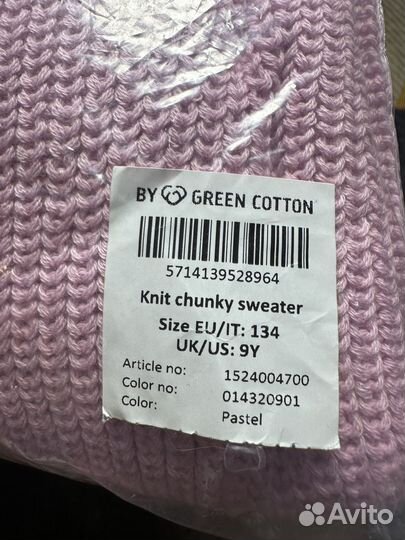 BY GREEN COTTON
5714139528964
Knit chunky sweater
Size EU/IT: 134
UK/US: 9Y
Article no: 1524004700
Color no: 014320901
Color: Pastel
Avito